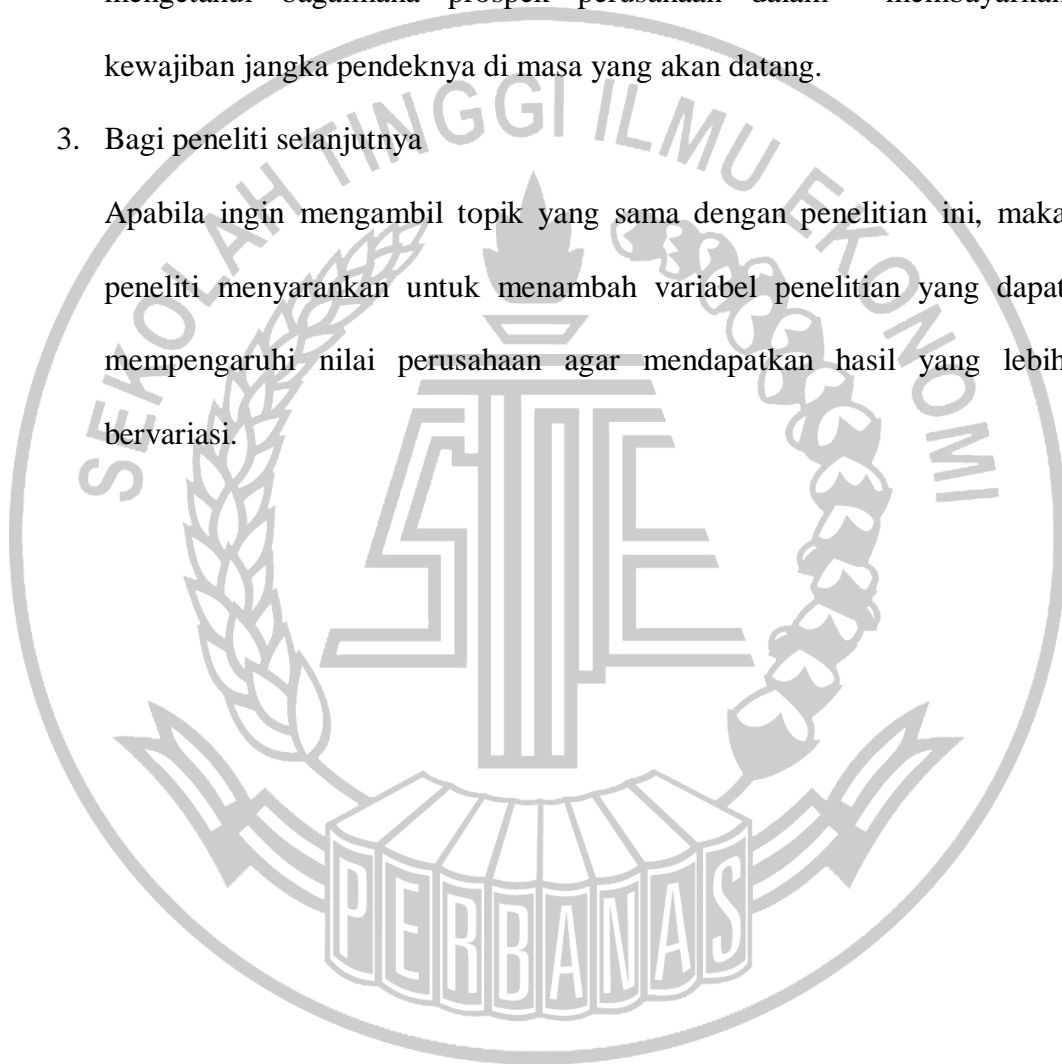 mengetahui bagaimana prospek perusahaan dalam membayarkan
kewajiban jangka pendeknya di masa yang akan datang.
3. Bagi peneliti selanjutnya
Apabila ingin mengambil topik yang sama dengan penelitian ini, maka
peneliti menyarankan untuk menambah variabel penelitian yang dapat
mempengaruhi nilai perusahaan agar mendapatkan hasil yang lebih
bervariasi.
SEKOLAH TINGGI ILMU EKONOMI
STIE
PERBANAS